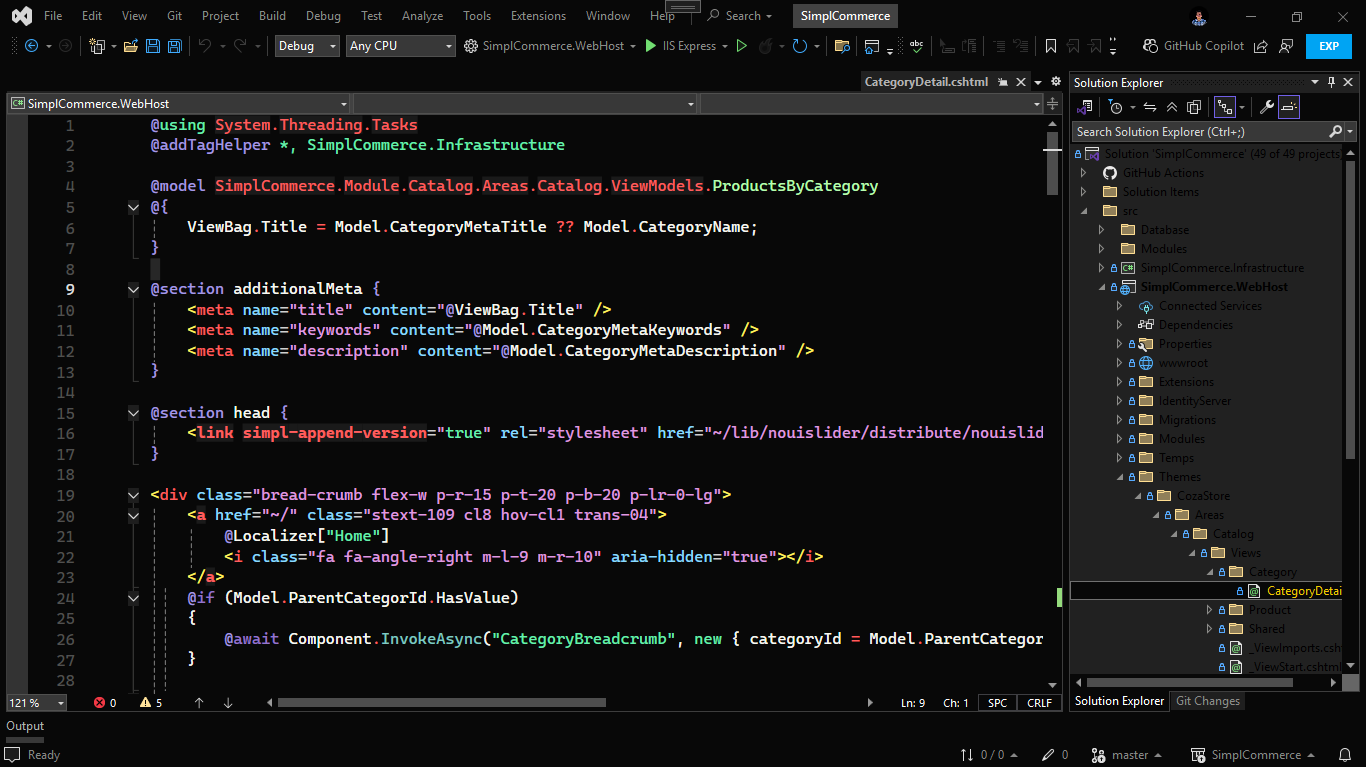 File Edit View Git Project Build Debug Test Analyze Tools Extensions Window Help Search SimplCommerce
Debug Any CPU SimplCommerce.WebHost IIS Express GitHub Copilot EXP
CategoryDetail.cshtml
SimplCommerce.WebHost
1 @using System.Threading.Tasks
2 @addTagHelper *, SimplCommerce.Infrastructure
3
4 @model SimplCommerce.Module.Catalog.Areas.Catalog.ViewModels.ProductsByCategory
5 @{
6 ViewBag.Title = Model.CategoryMetaTitle ?? Model.CategoryName;
7 }
8
9 @section additionalMeta {
10 <meta name="title" content="@ViewBag.Title" />
11 <meta name="keywords" content="@Model.CategoryMetaKeywords" />
12 <meta name="description" content="@Model.CategoryMetaDescription" />
13 }
14
15 @section head {
16 <link simpl-append-version="true" rel="stylesheet" href="~/lib/nouislider/distribute/nouislid
17 }
18
19 <div class="bread-crumb flex-w p-r-15 p-t-20 p-b-20 p-lr-0-lg">
20 <a href="~/" class="stext-109 cl8 hov-cl1 trans-04">
21 @Localizer["Home"]
22 <i class="fa fa-angle-right m-l-9 m-r-10" aria-hidden="true"></i>
23 </a>
24 @if (Model.ParentCategorId.HasValue)
25 {
26 @await Component.InvokeAsync("CategoryBreadcrumb", new { categoryId = Model.ParentCategor
27 }
28
121 % 0 5 Ln: 9 Ch: 1 SPC CRLF
Solution Explorer
Search Solution Explorer (Ctrl+;)
Solution 'SimplCommerce' (49 of 49 projects
GitHub Actions
Solution Items
src
Database
Modules
SimplCommerce.Infrastructure
SimplCommerce.WebHost
Connected Services
Dependencies
Properties
wwwroot
Extensions
IdentityServer
Migrations
Modules
Temps
Themes
CozaStore
Areas
Catalog
Views
Category
CategoryDetai
Product
Shared
_ViewImports.csh
_ViewStart.cshtml
Solution Explorer Git Changes
Output
Ready 0 / 0 0 master SimplCommerce